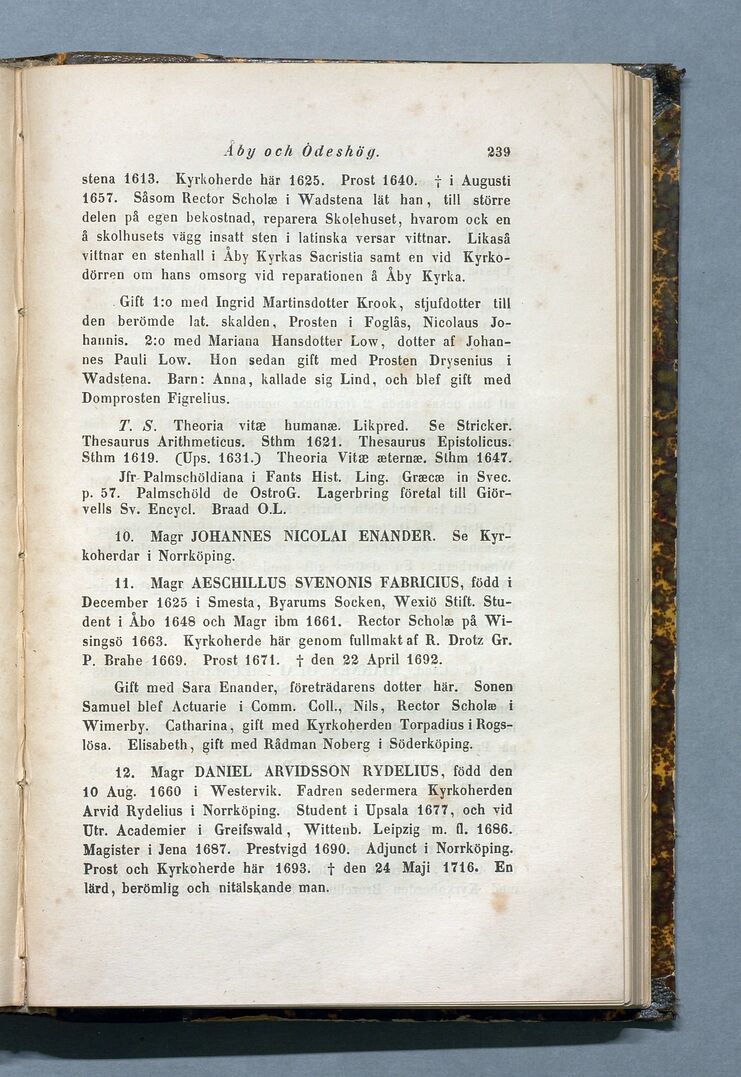 Åby och Ödeshög. 239
stena 1613. Kyrkoherde här 1625. Prost 1640. † i Augusti
1657. Såsom Rector Scholæ i Wadstena lät han, till större
delen på egen bekostnad, reparera Skolehuset, hvarom ock en
å skolhusets vägg insatt sten i latinska versar vittnar. Likaså
vittnar en stenhall i Åby Kyrkas Sacristia samt en vid Kyrko-
dörren om hans omsorg vid reparationen å Åby Kyrka.
Gift 1:o med Ingrid Martinsdotter Krook, stjufdotter till
den berömde lat. skalden, Prosten i Foglås, Nicolaus Jo-
hannis. 2:o med Mariana Hansdotter Low, dotter af Johan-
nes Pauli Low. Hon sedan gift med Prosten Drysenius i
Wadstena. Barn: Anna, kallade sig Lind, och blef gift med
Domprosten Figrelius.
T. S. Theoria vitæ humanæ. Likpred. Se Stricker.
Thesaurus Arithmeticus. Sthm 1621. Thesaurus Epistolicus.
Sthm 1619. (Ups. 1631.) Theoria Vitæ æternæ. Sthm 1647.
Jfr Palmschöldiana i Fants Hist. Ling. Græcæ in Svec.
p. 57. Palmschöld de OstroG. Lagerbring företal till Giör-
vells Sv. Encycl. Braad O.L.
10. Magr JOHANNES NICOLAI ENANDER. Se Kyr-
koherdar i Norrköping.
11. Magr AESCHILLUS SVENONIS FABRICIUS, född i
December 1625 i Smesta, Byarums Socken, Wexiö Stift. Stu-
dent i Åbo 1648 och Magr ibm 1661. Rector Scholæ på Wi-
singsö 1663. Kyrkoherde här genom fullmakt af R. Drotz Gr.
P. Brahe 1669. Prost 1671. † den 22 April 1692.
Gift med Sara Enander, företrädarens dotter här. Sonen
Samuel blef Actuarie i Comm. Coll., Nils, Rector Scholæ i
Wimerby. Catharina, gift med Kyrkoherden Torpadius i Rogs-
lösa. Elisabeth, gift med Rådman Noberg i Söderköping.
12. Magr DANIEL ARVIDSSON RYDELIUS, född den
10 Aug. 1660 i Westervik. Fadren sedermera Kyrkoherden
Arvid Rydelius i Norrköping. Student i Upsala 1677, och vid
Utr. Academier i Greifswald, Wittenb. Leipzig m. fl. 1686.
Magister i Jena 1687. Prestvigd 1690. Adjunct i Norrköping.
Prost och Kyrkoherde här 1693. † den 24 Maji 1716. En
lärd, berömlig och nitälskande man.